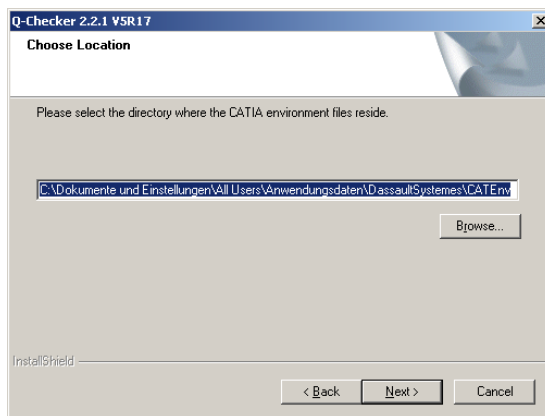 Q-Checker 2.2.1 V5R17
Choose Location
Please select the directory where the CATIA environment files reside.
C:\Dokumente und Einstellungen\All Users\Anwendungsdaten\DassaultSystemes\CATEnv
Browse...
InstallShield
< Back
Next >
Cancel